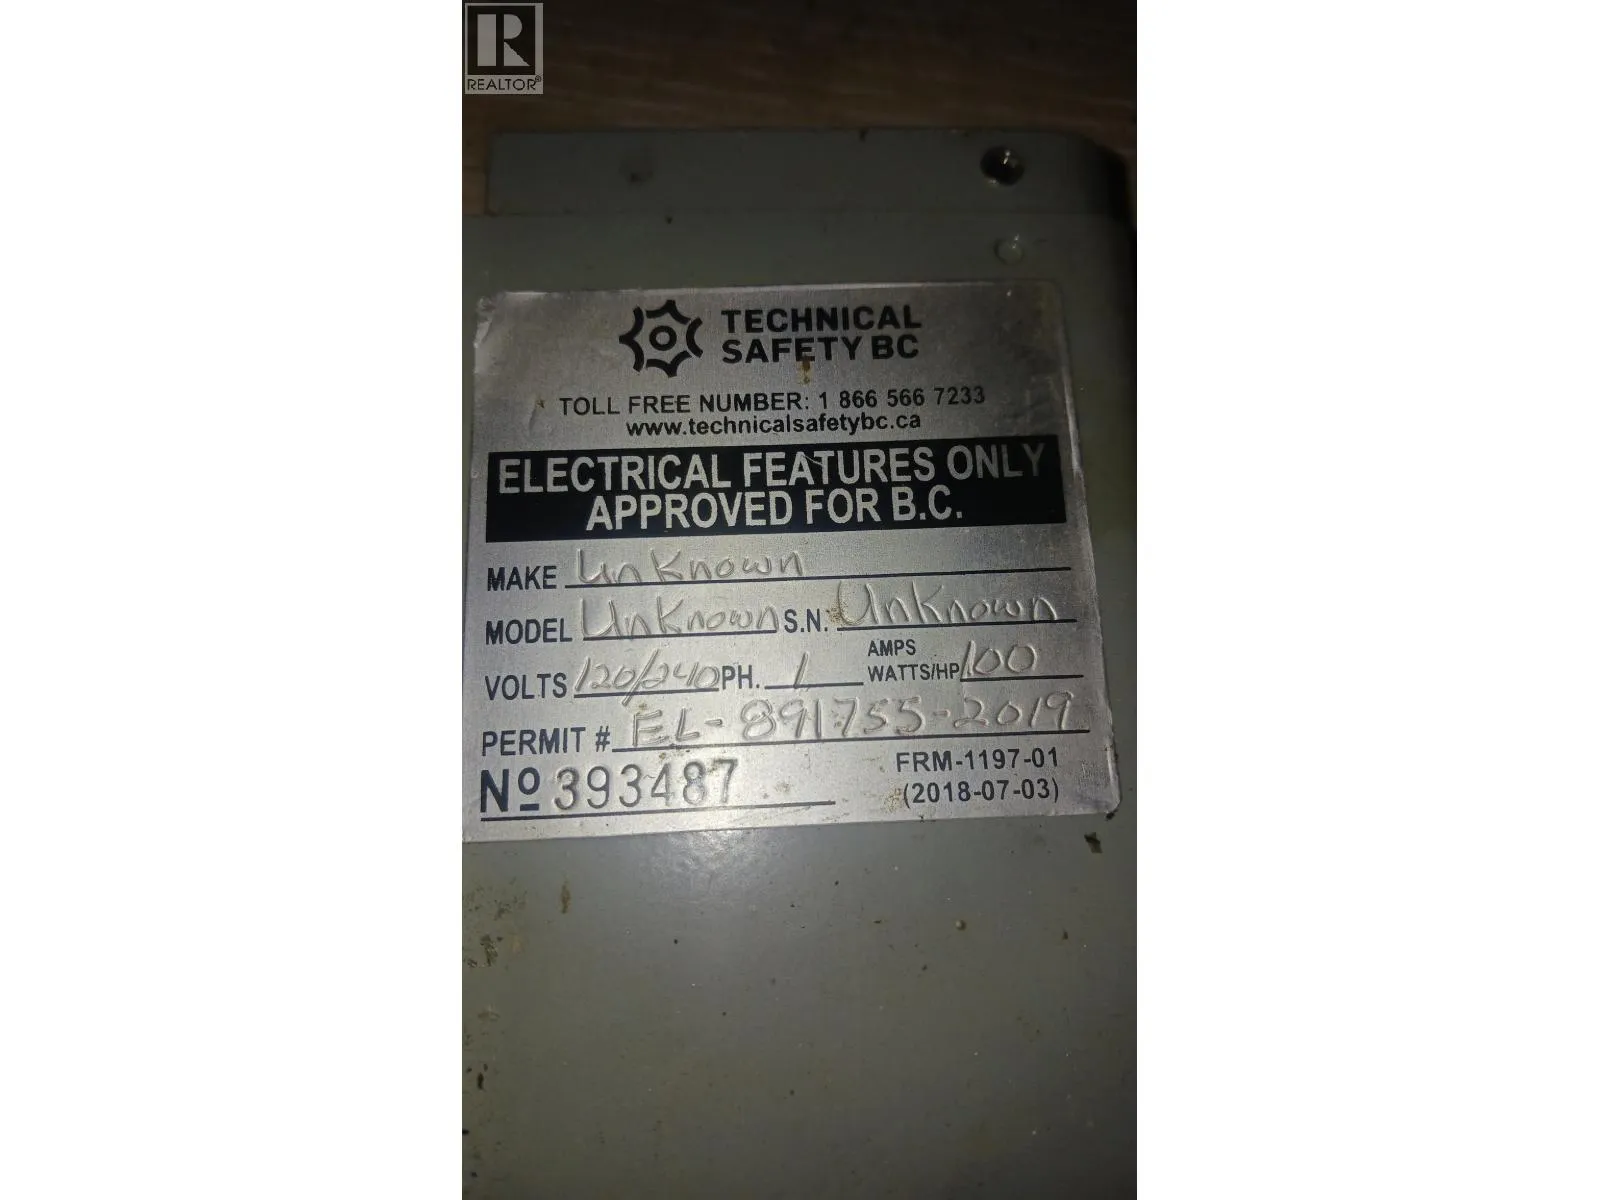 REALTOR®
TECHNICAL
SAFETY BC
TOLL FREE NUMBER: 1 866 566 7233
www.technicalsafetybc.ca
ELECTRICAL FEATURES ONLY
APPROVED FOR B.C.
MAKE Unknown
MODEL Unknown S.N: Unknown
VOLTS 120/240 PH. 1 AMPS WATTS/HP 100
PERMIT # EL-891755-2019
No 393487 FRM-1197-01
(2018-07-03)